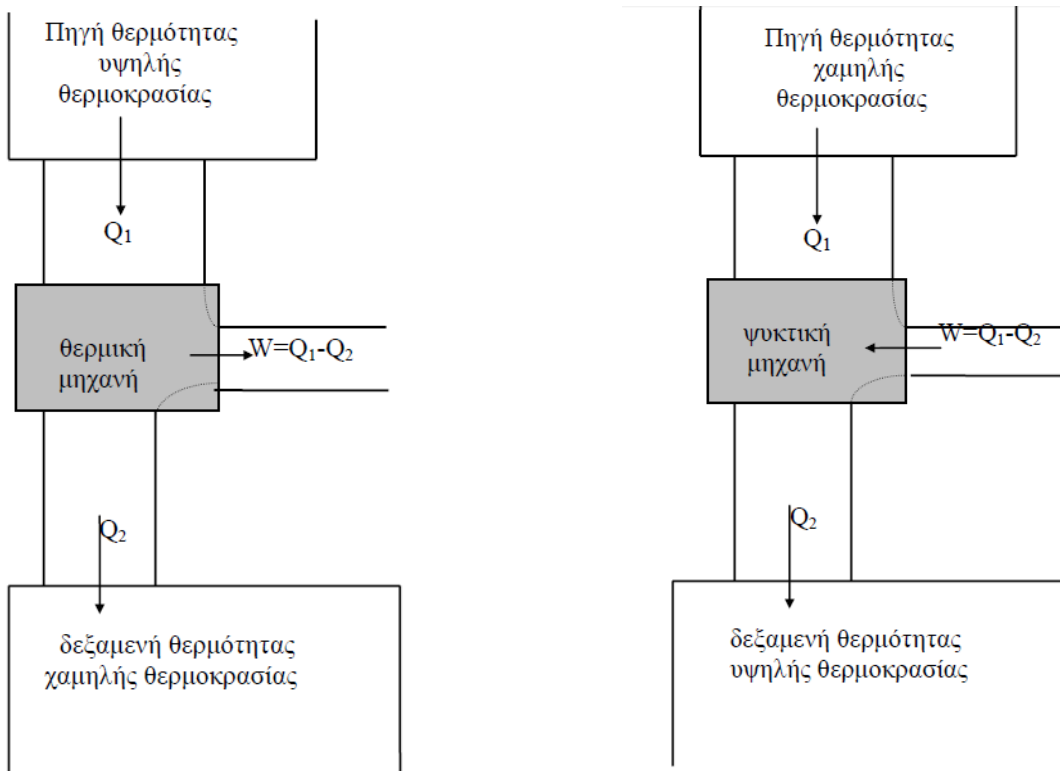 Πηγή θερμότητας
υψηλής
θερμοκρασίας
Q₁
θερμική
μηχανή
W=Q₁-Q₂
Q₂
δεξαμενή θερμότητας
χαμηλής θερμοκρασίας
Πηγή θερμότητας
χαμηλής
θερμοκρασίας
Q₁
ψυκτική
μηχανή
W=Q₁-Q₂
Q₂
δεξαμενή θερμότητας
υψηλής θερμοκρασίας